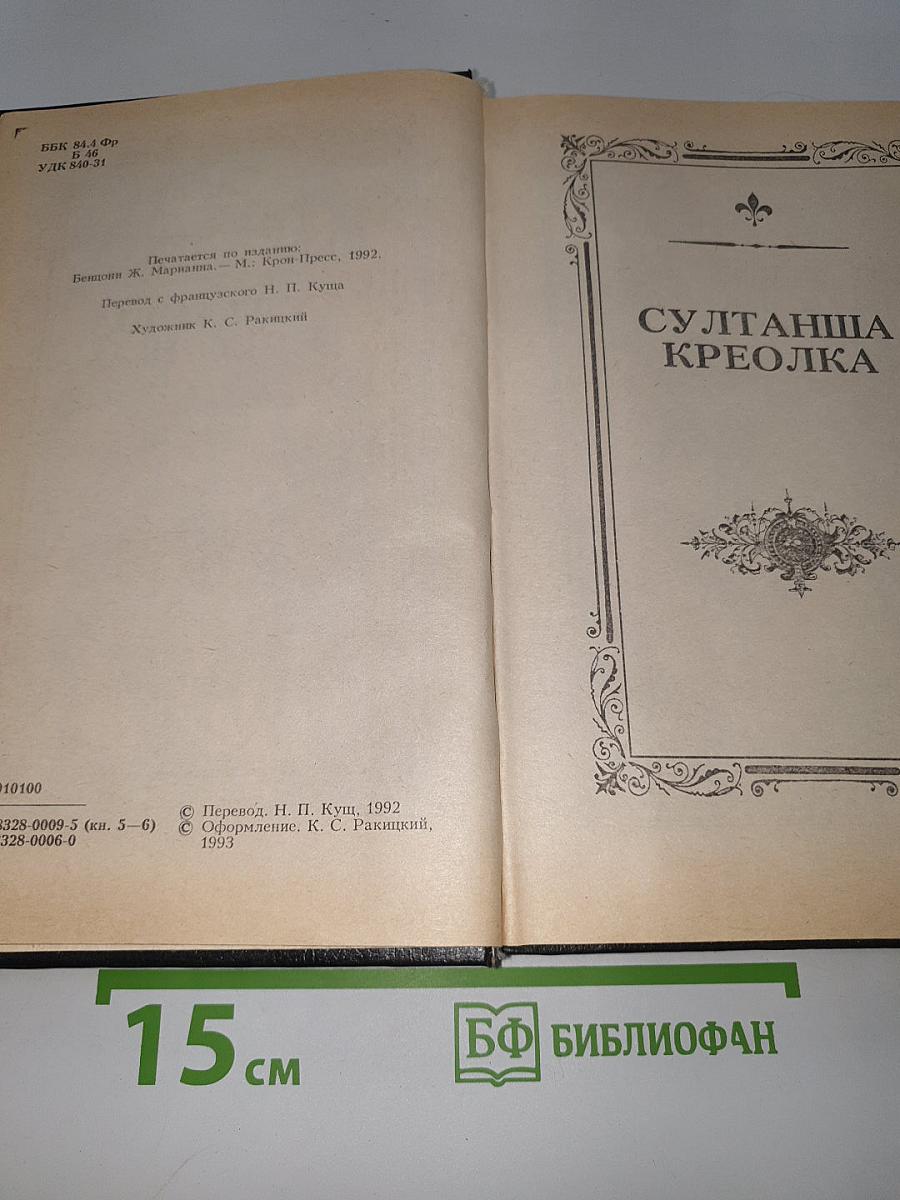 ББК 84.4 Фр
Б 46
УДК 840-31
Печатается по изданию:
Бенцони Ж. Марианна.— М.: Крон-Пресс, 1992.
Перевод с французского Н. П. Куща
Художник К. С. Ракицкий
010100
8328-0009-5 (кн. 5—6)
328-0006-0
© Перевод. Н. П. Кущ, 1992
© Оформление. К. С. Ракицкий,
1993
СУЛТАНША
КРЕОЛКА
15 см
БФ БИБЛИОФАН